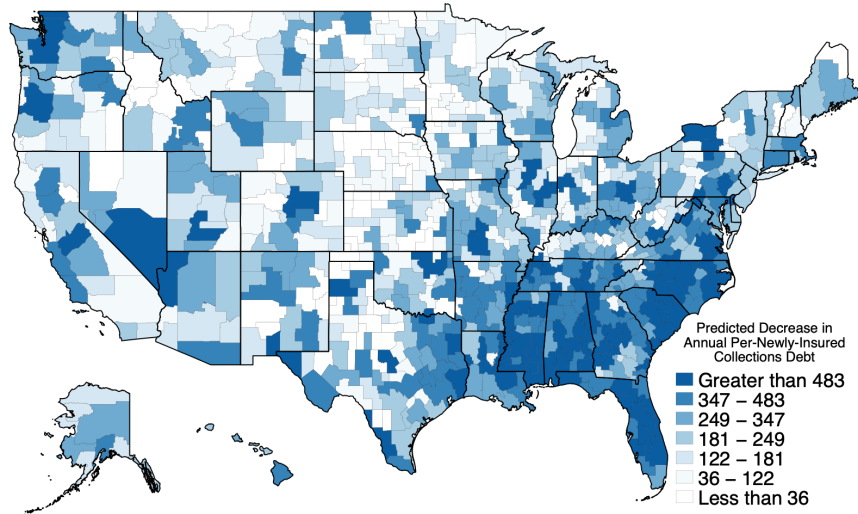 Predicted Decrease in
Annual Per-Newly-Insured
Collections Debt
Greater than 483
347 – 483
249 – 347
181 – 249
122 – 181
36 – 122
Less than 36